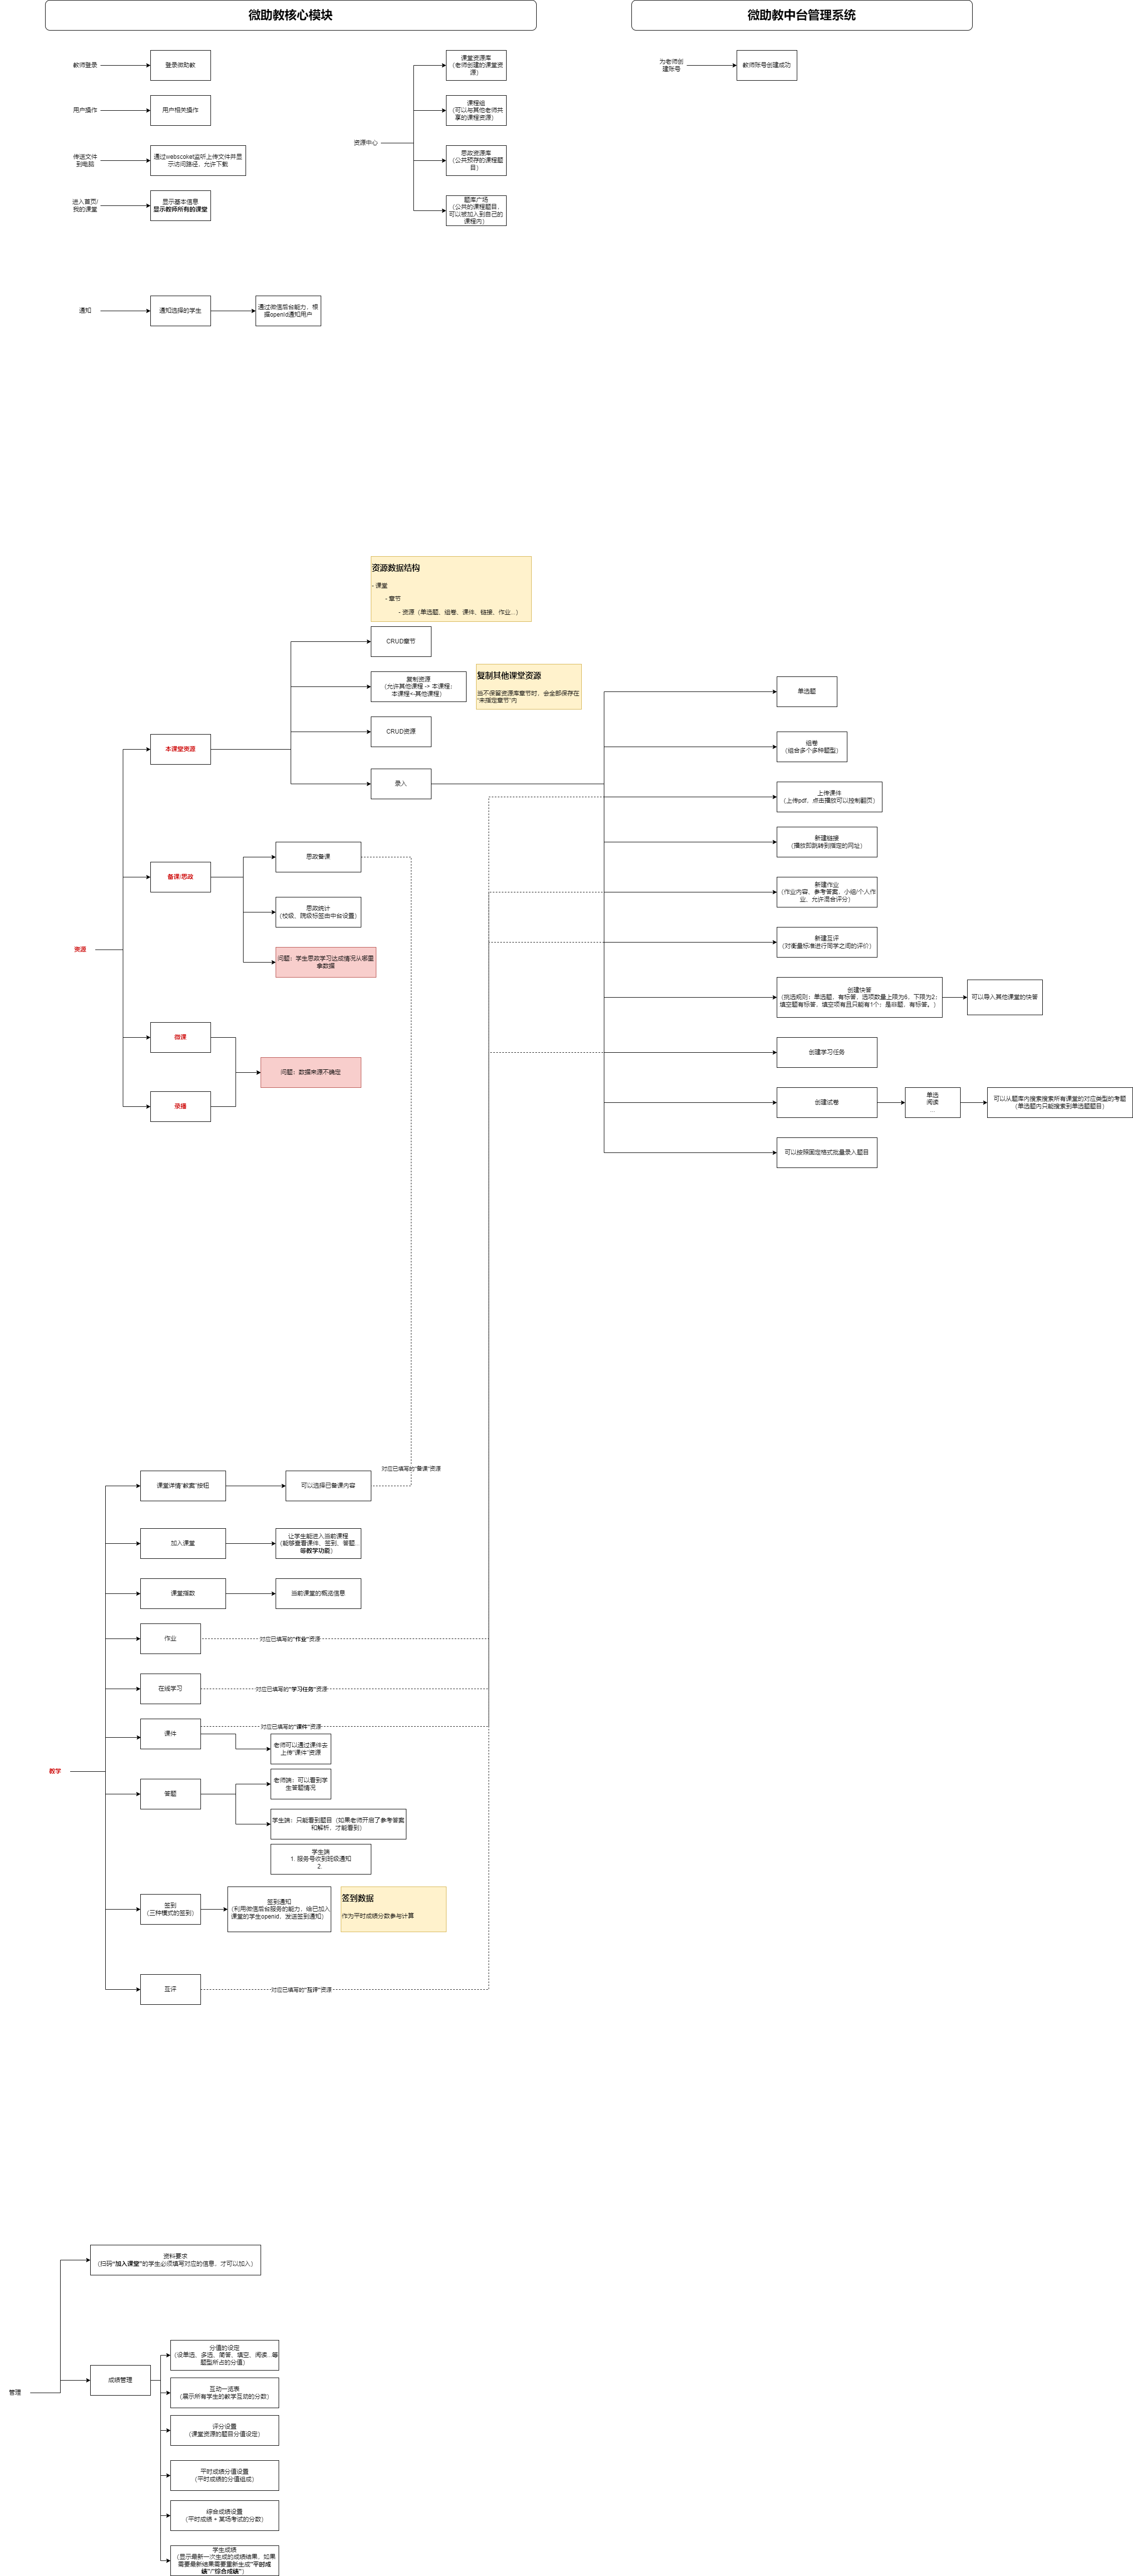 微助教核心模块
微助教中台管理系统
教师登录
登录微助教
用户操作
用户相关操作
传送文件
到电脑
通过webscoket监听上传文件并显
示访问路径，允许下载
进入首页/
我的课堂
显示基本信息
显示教师所有的课堂
通知
通知选择的学生
通过微信后台能力，根
据openId通知用户
资源中心
课堂资源库
（老师创建的课堂资
源）
课程组
（可以与其他老师共
享的课程资源）
思政资源库
（公共预存的课程题
目）
题库广场
（公共的课程题目，
可以被加入到自己的
课程内）
为老师创
建账号
教师账号创建成功
资源数据结构
- 课堂
- 章节
- 资源（单选题、组卷、课件、链接、作业...）
CRUD章节
复制资源
（允许其他课程 -> 本课程；
本课程<-其他课程）
复制其他课堂资源
当不保留资源库章节时，会全部保存在
“未指定章节”内
CRUD资源
录入
资源
本课堂资源
备课/思政
思政备课
思政统计
（校级、院级标签由中台设置）
问题：学生思政学习达成情况从哪里
拿数据
微课
录播
问题：数据来源不确定
单选题
组卷
（组合多个多种题型）
上传课件
（上传pdf，点击播放可以控制翻页）
新建链接
（播放即跳转到指定的网址）
新建作业
（作业内容、参考答案、小组/个人作
业、允许混合评分）
新建互评
（对衡量标准进行同学之间的评价）
创建快答
（挑选规则：单选题，有标答，选项数量上限为6，下限为2；
填空题有标答，填空项有且只能有1个；是非题，有标答。）
可以导入其他课堂的快答
创建学习任务
创建试卷
单选
阅读
...
可以从题库内搜索搜索所有课堂的对应类型的考题
（单选题内只能搜索到单选题题目）
可以按照固定格式批量录入题目
教学
课堂详情“教案”按钮
可以选择已备课内容
对应已填写的“备课”资源
加入课堂
让学生能进入当前课程
（能够查看课件、签到、答题...
等教学功能）
课堂指数
当前课堂的概括信息
作业
对应已填写的“作业”资源
在线学习
对应已填写的“学习任务”资源
课件
对应已填写的“课件”资源
老师可以通过课件去
上传“课件”资源
答题
老师端：可以看到学
生答题情况
学生端：只能看到题目（如果老师开启了参考答案
和解析，才能看到）
学生端
1. 服务号收到班级通知
2.
签到
（三种模式的签到）
签到通知
（利用微信后台服务的能力，给已加入
课堂的学生openid，发送签到通知）
签到数据
作为平时成绩分数参与计算
互评
对应已填写的“互评”资源
管理
资料要求
（扫码“加入课堂”的学生必须填写对应的信息，才可以加入）
成绩管理
分值的设定
（设单选、多选、简答、填空、阅读...等
题型所占的分值）
互动一览表
（展示所有学生的教学互动的分数）
评分设置
（课堂资源的题目分值设定）
平时成绩分值设置
（平时成绩的分值组成）
综合成绩设置
（平时成绩 + 某场考试的分数）
学生成绩
（显示最新一次生成的成绩结果，如果
需要最新结果需要重新生成“平时成
绩”/“综合成绩”）